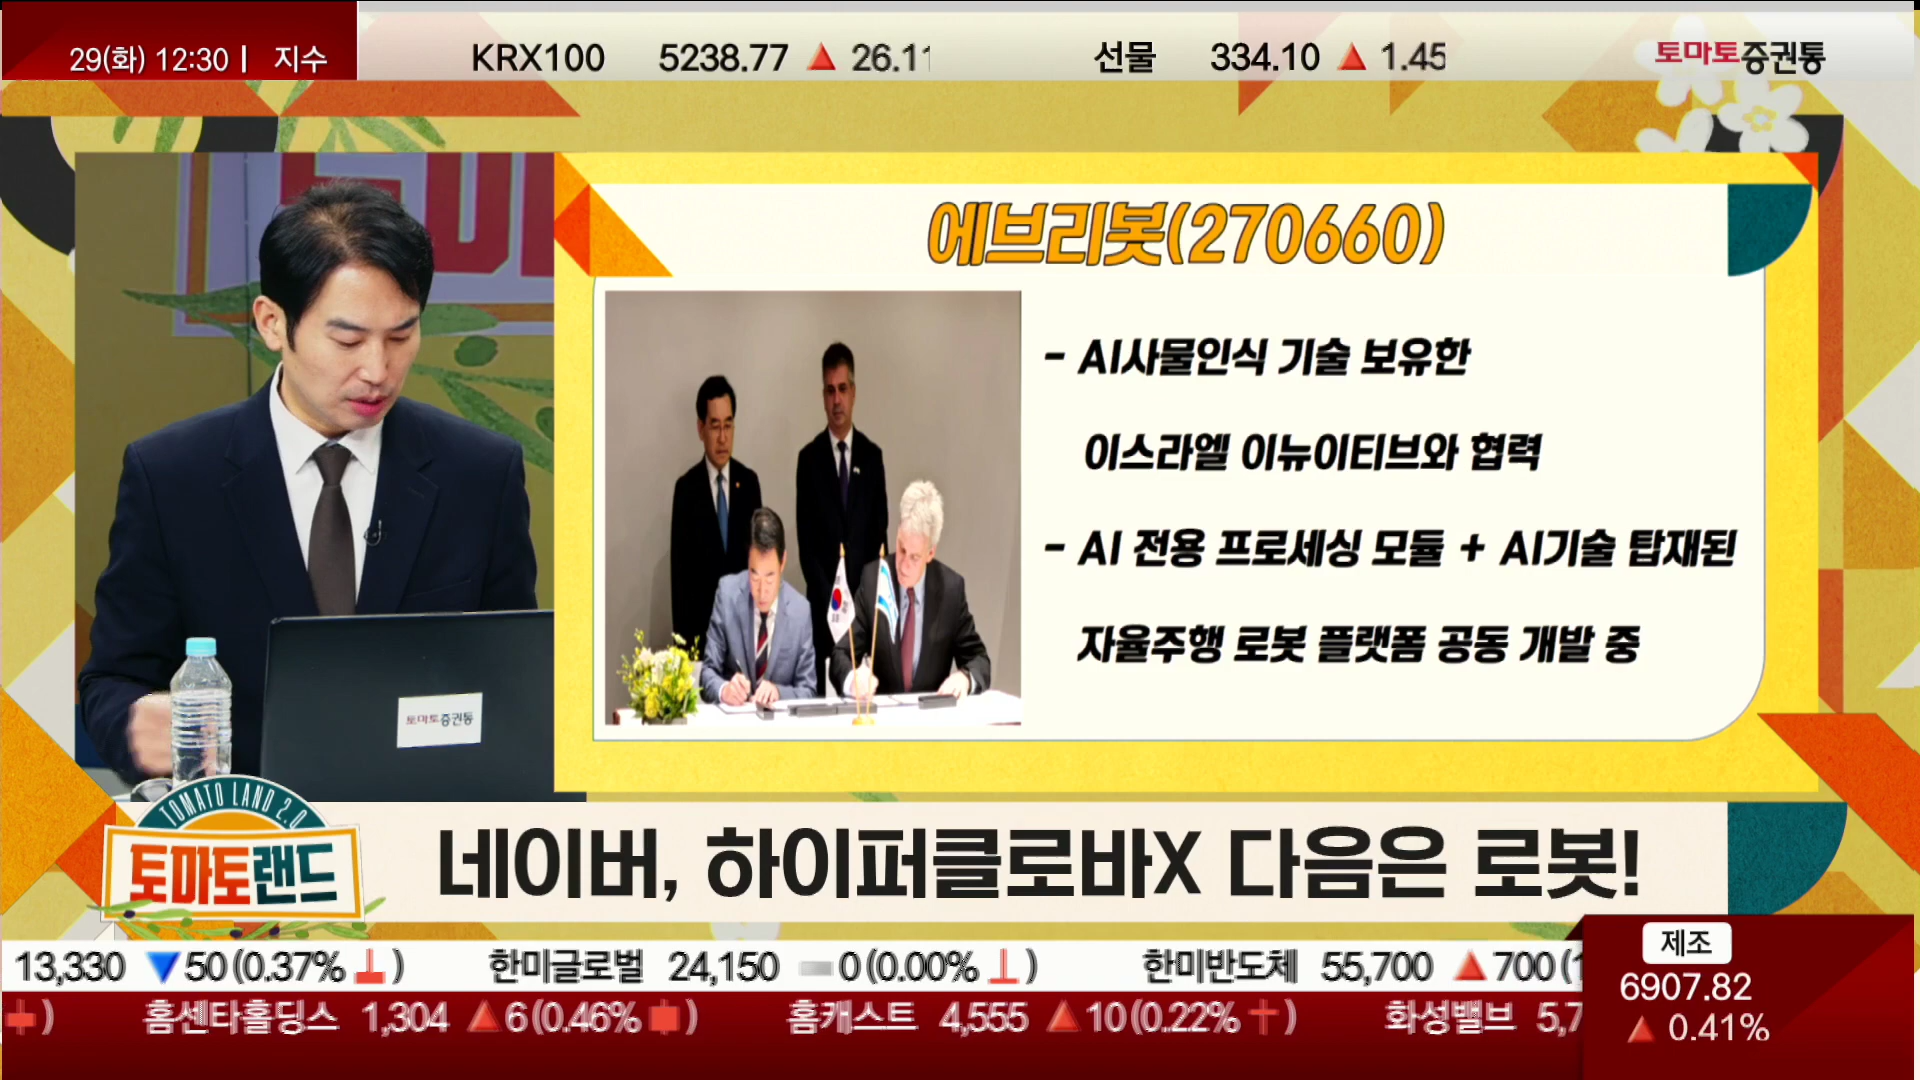 29(화) 12:30 | 지수
KRX100 5238.77 ▲ 26.11
선물 334.10 ▲ 1.45
토마토증권통
에브리봇(270660)
- AI사물인식 기술 보유한
이스라엘 이뉴이티브와 협력
- AI 전용 프로세싱 모듈 + AI기술 탑재된
자율주행 로봇 플랫폼 공동 개발 중
토마토증권통
TOMATO LAND 2.0
토마토랜드
네이버, 하이퍼클로바X 다음은 로봇!
13,330 ▼50(0.37% ) 한미글로벌 24,150 0(0.00% ) 한미반도체 55,700 ▲700(1
) 홈센타홀딩스 1,304 ▲6(0.46% ) 홈캐스트 4,555 ▲10(0.22% ) 화성밸브 5,7
제조
6907.82
▲ 0.41%